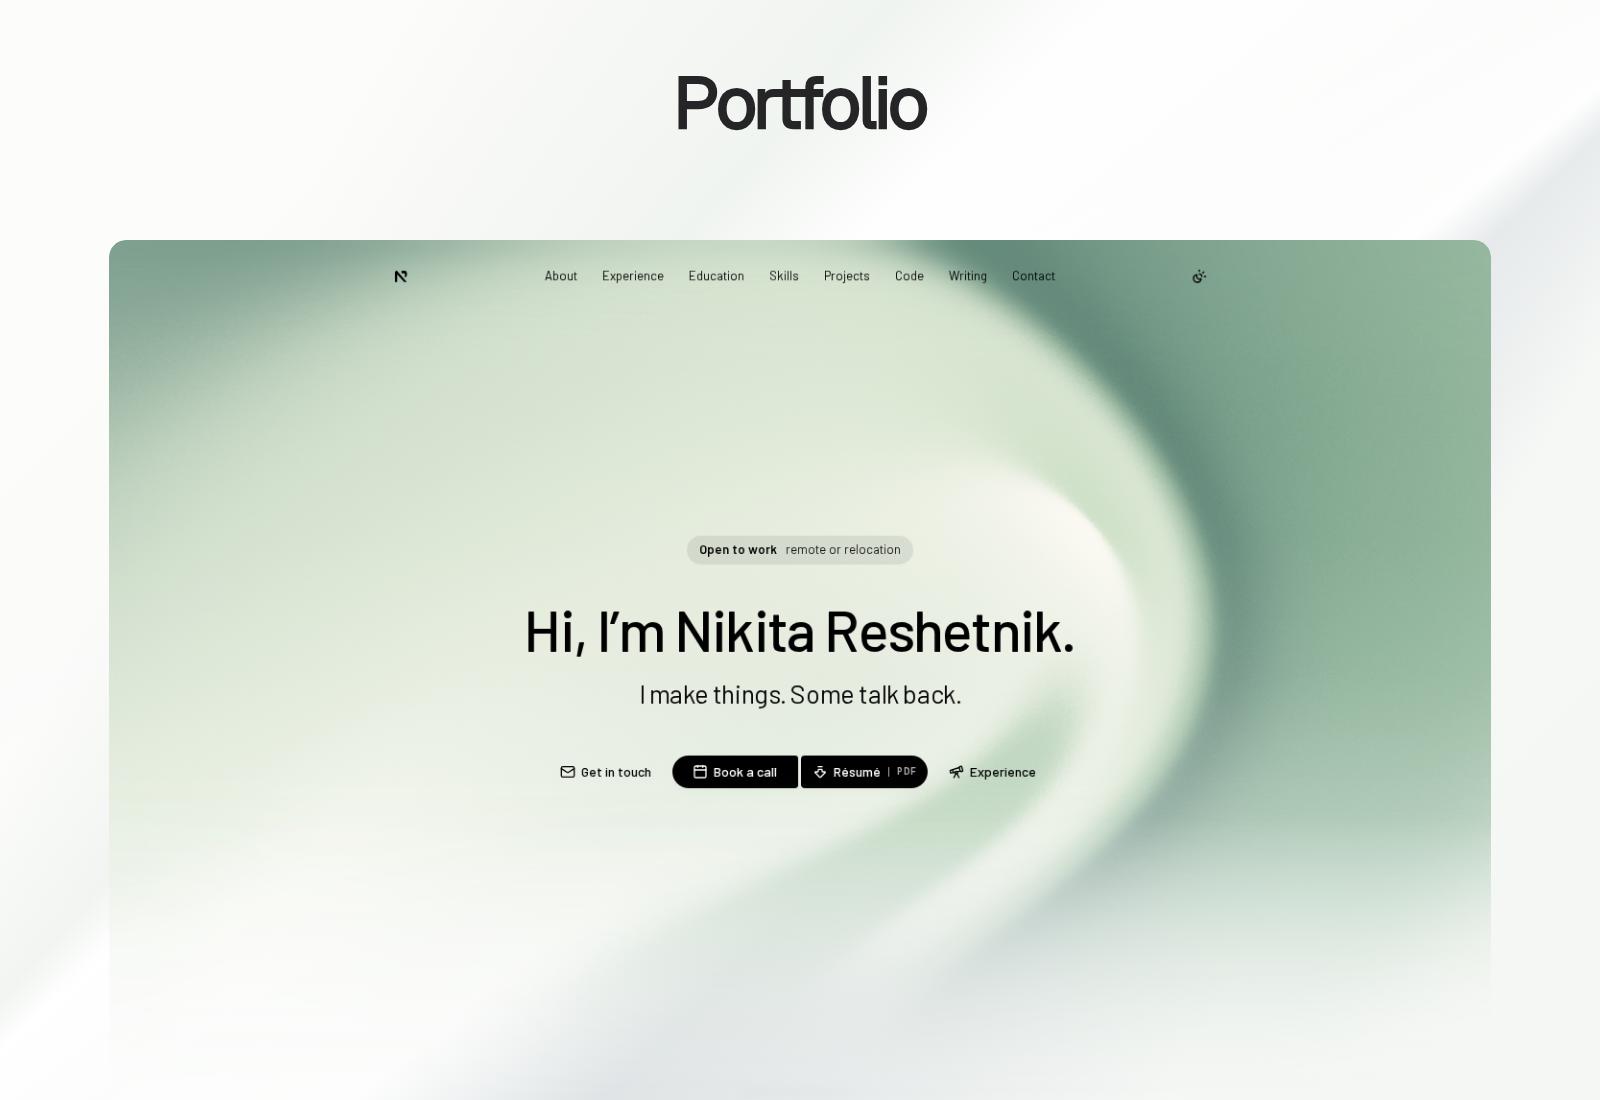 Portfolio
About Experience Education Skills Projects Code Writing Contact
Open to work remote or relocation
Hi, I’m Nikita Reshetnik.
I make things. Some talk back.
Get in touch Book a call Résumé | PDF Experience